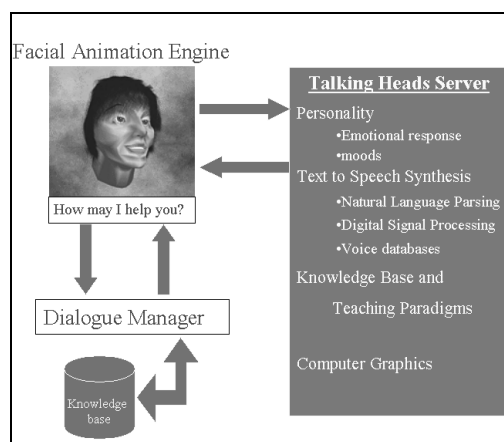 Facial Animation Engine
How may I help you?
Dialogue Manager
Knowledge
base
Talking Heads Server
Personality
•Emotional response
•moods
Text to Speech Synthesis
•Natural Language Parsing
•Digital Signal Processing
•Voice databases
Knowledge Base and
Teaching Paradigms
Computer Graphics